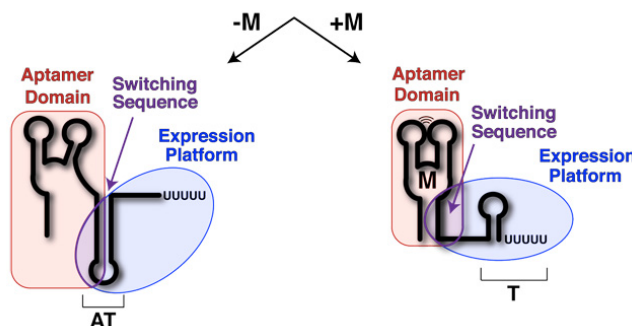 -M +M
Aptamer
Domain
Switching
Sequence
Expression
Platform
UUUUU
AT
Aptamer
Domain
Switching
Sequence
Expression
Platform
M
UUUUU
T